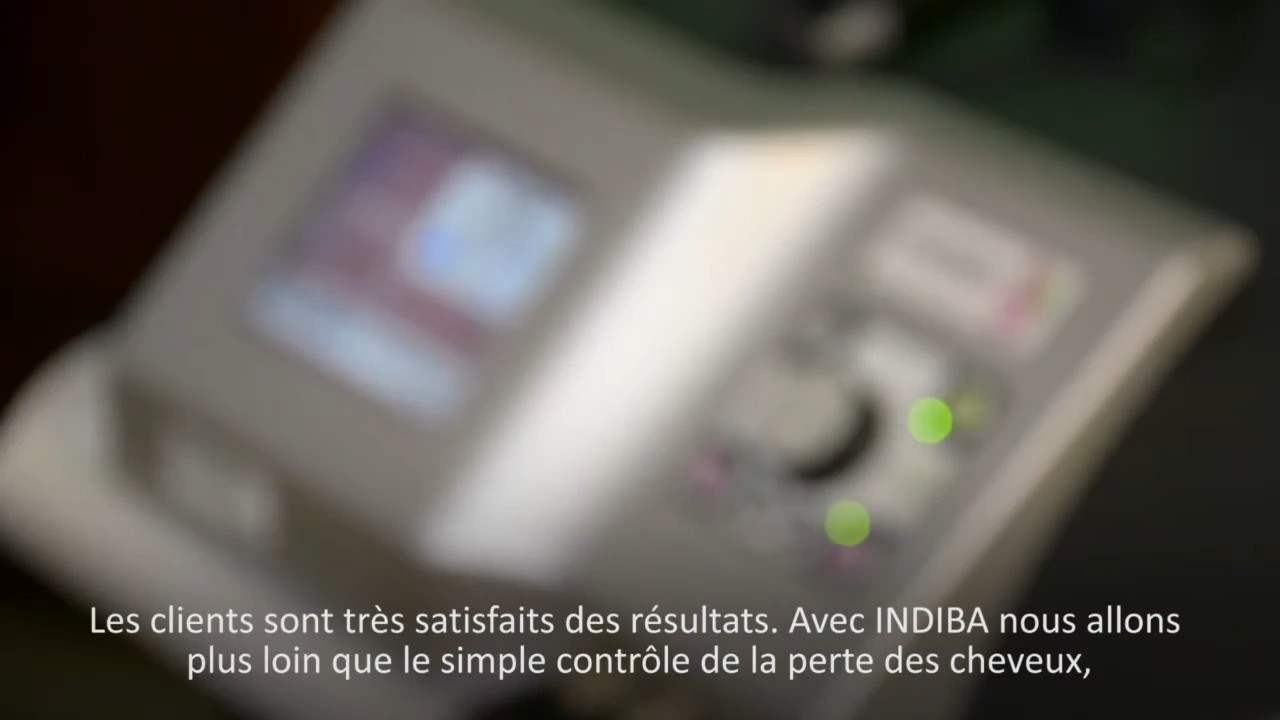 Les clients sont très satisfaits des résultats. Avec INDIBA nous allons
plus loin que le simple contrôle de la perte des cheveux,